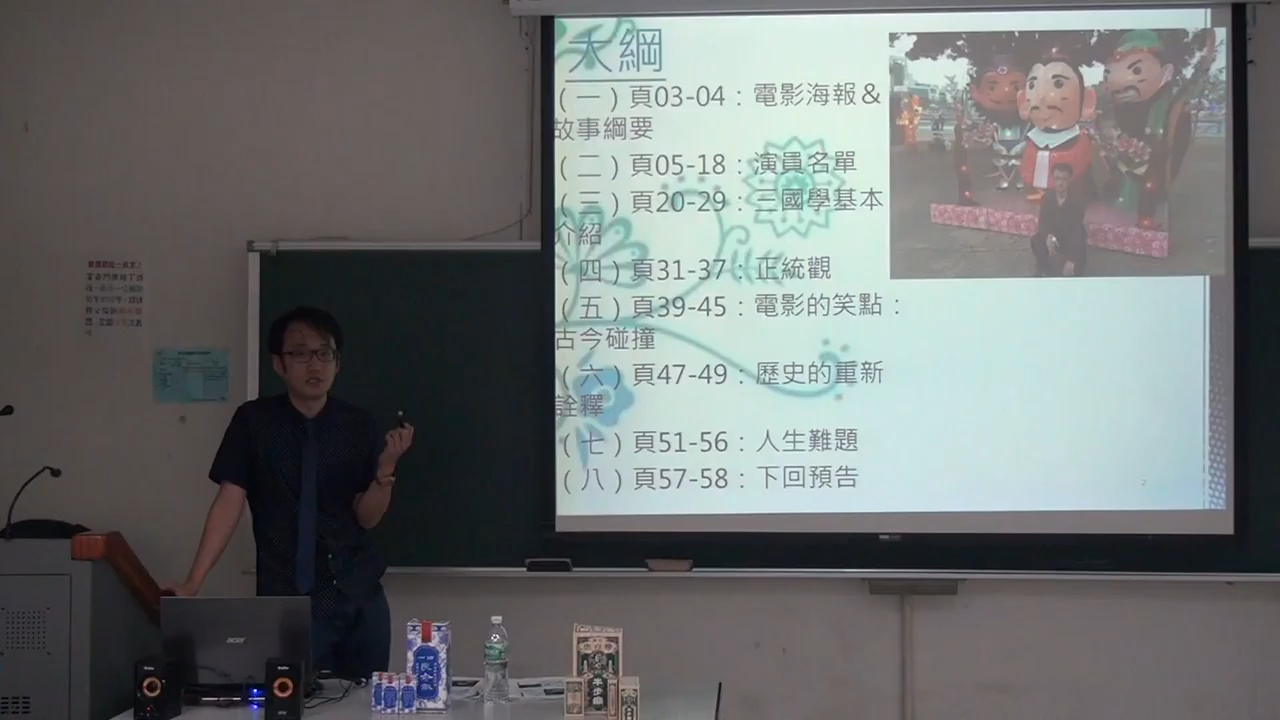 大綱
（一）頁03-04：電影海報＆
故事綱要
（二）頁05-18：演員名單
（三）頁20-29：三國學基本
介紹
（四）頁31-37：正統觀
（五）頁39-45：電影的笑點：
古今碰撞
（六）頁47-49：歷史的重新
詮釋
（七）頁51-56：人生難題
（八）頁57-58：下回預告
2
acer